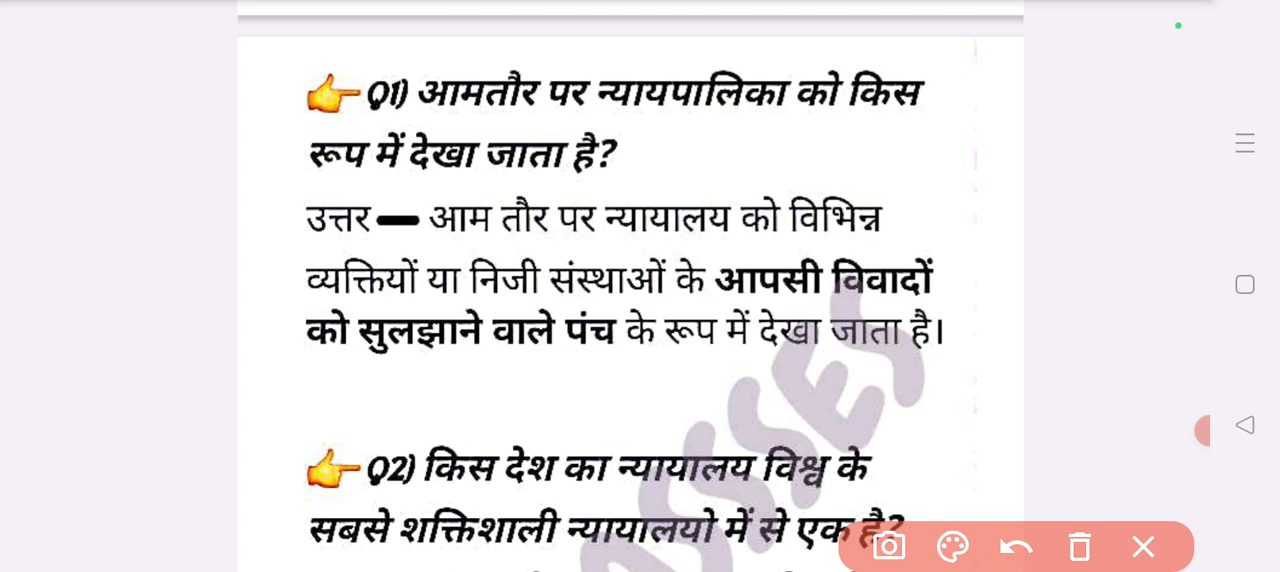 👉Q1) आमतौर पर न्यायपालिका को किस
रूप में देखा जाता है?
उत्तर — आम तौर पर न्यायालय को विभिन्न
व्यक्तियों या निजी संस्थाओं के आपसी विवादों
को सुलझाने वाले पंच के रूप में देखा जाता है।
👉Q2) किस देश का न्यायालय विश्व के
सबसे शक्तिशाली न्यायालयो में से एक है?